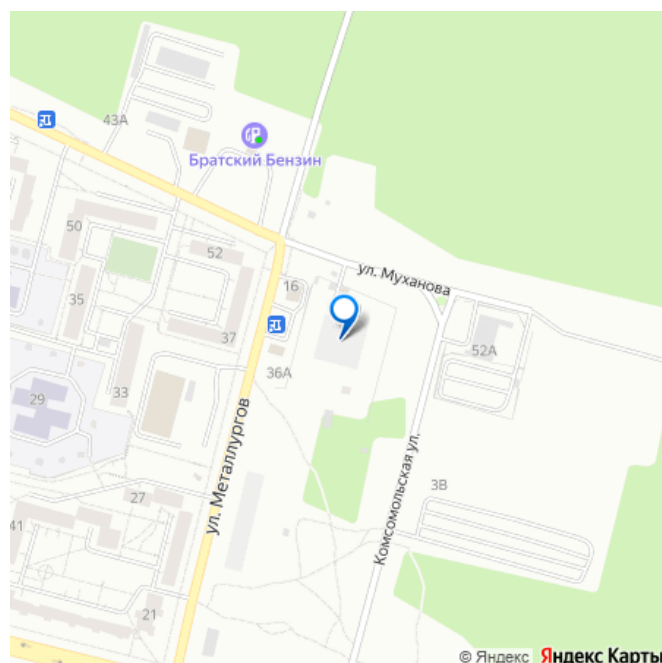 43А
Братский Бензин
50
52
ул. Муханова
16
35
37
52А
36А
33
29
ул. Металлургов
Комсомольская ул.
3В
27
41
21
© Яндекс Яндекс Карты